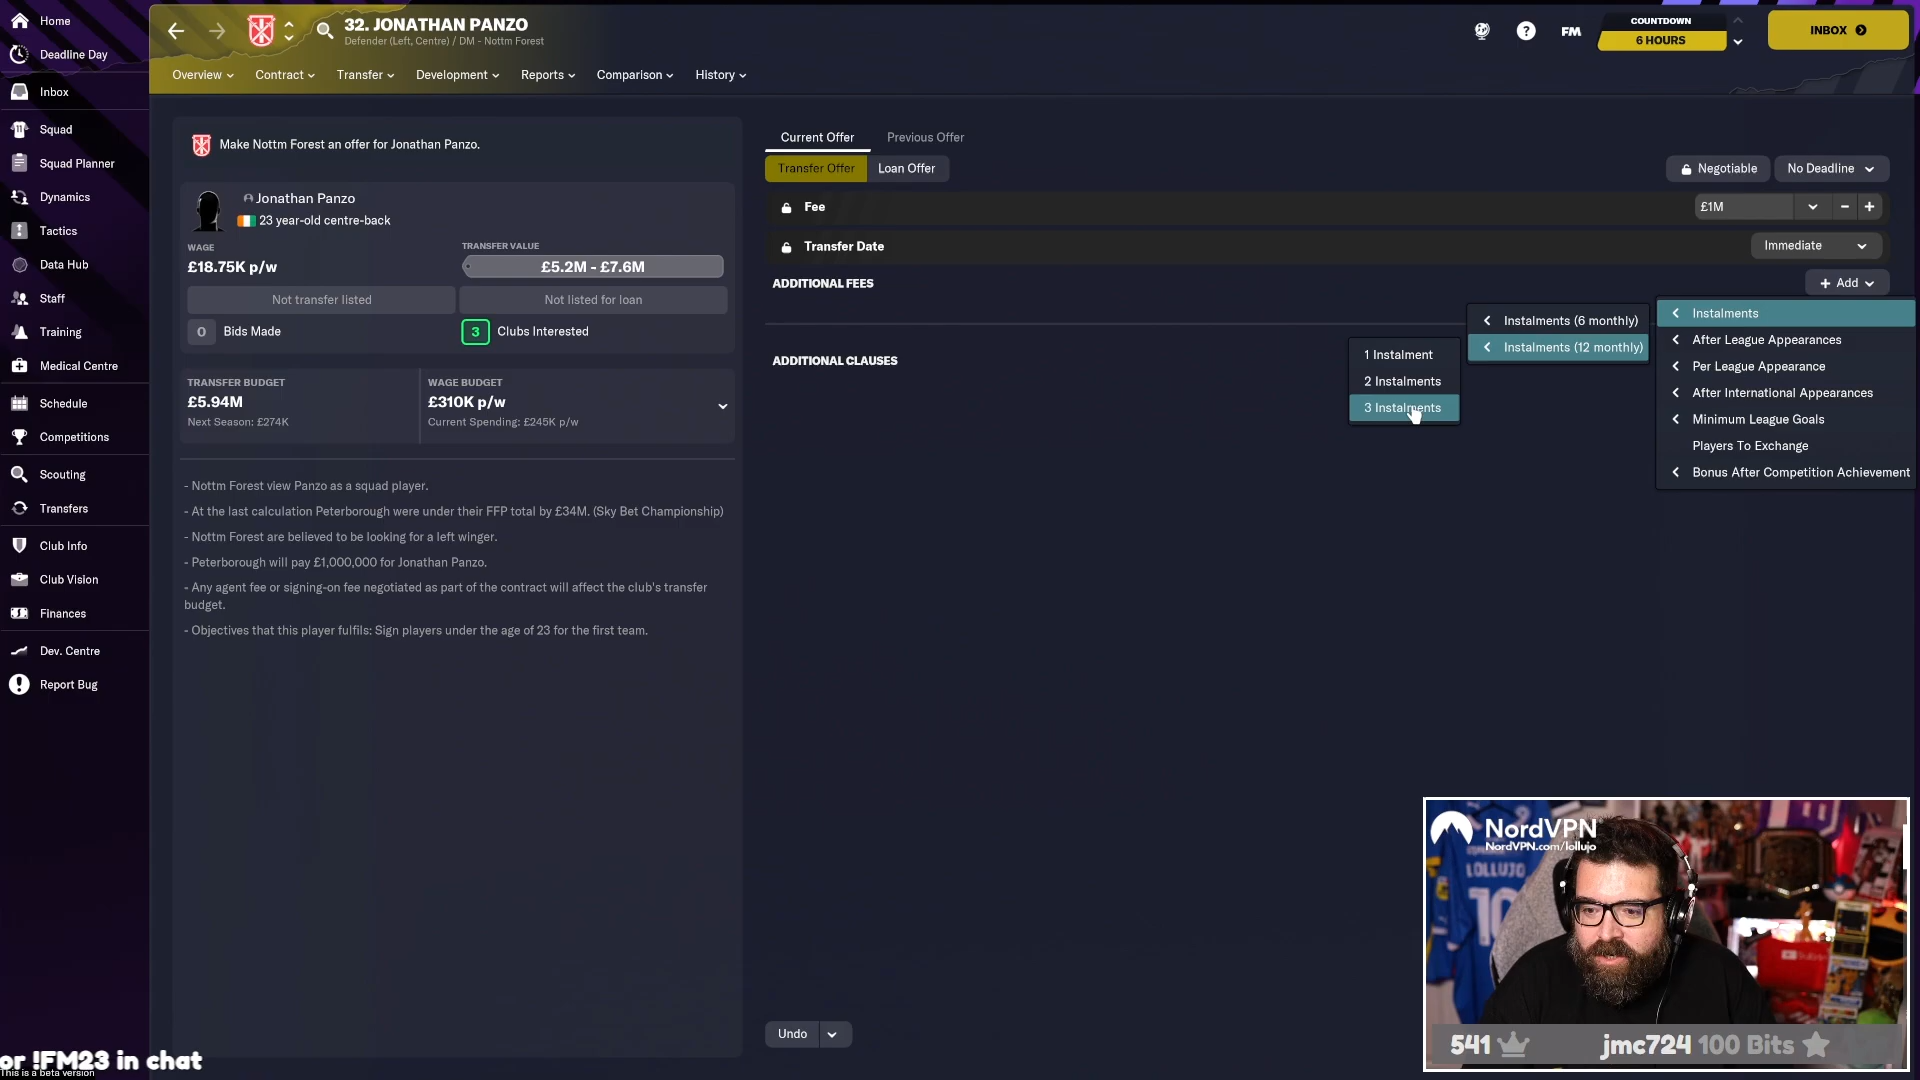 Home
Deadline Day
Inbox
Squad
Squad Planner
Dynamics
Tactics
Data Hub
Staff
Training
Medical Centre
Schedule
Competitions
Scouting
Transfers
Club Info
Club Vision
Finances
Dev. Centre
Report Bug
32. JONATHAN PANZO
Defender (Left, Centre) / DM - Nottm Forest
FM
COUNTDOWN
6 HOURS
INBOX
Overview
Contract
Transfer
Development
Reports
Comparison
History
Make Nottm Forest an offer for Jonathan Panzo.
Jonathan Panzo
23 year-old centre-back
WAGE
£18.75K p/w
TRANSFER VALUE
£5.2M - £7.6M
Not transfer listed
Not listed for loan
0 Bids Made
3 Clubs Interested
TRANSFER BUDGET
£5.94M
Next Season: £274K
WAGE BUDGET
£310K p/w
Current Spending: £245K p/w
- Nottm Forest view Panzo as a squad player.
- At the last calculation Peterborough were under their FFP total by £34M. (Sky Bet Championship)
- Nottm Forest are believed to be looking for a left winger.
- Peterborough will pay £1,000,000 for Jonathan Panzo.
- Any agent fee or signing-on fee negotiated as part of the contract will affect the club's transfer
budget.
- Objectives that this player fulfils: Sign players under the age of 23 for the first team.
Current Offer
Previous Offer
Transfer Offer
Loan Offer
Negotiable
No Deadline
Fee
£1M
Transfer Date
Immediate
ADDITIONAL FEES
+ Add
Instalments
After League Appearances
Per League Appearance
After International Appearances
Minimum League Goals
Players To Exchange
Bonus After Competition Achievement
Instalments (6 monthly)
Instalments (12 monthly)
1 Instalment
2 Instalments
3 Instalments
ADDITIONAL CLAUSES
Undo
NordVPN
NordVPN.com/lollujo
LOLLUJO
10
541
jmc724 100 Bits
or !FM23 in chat
This is a beta version